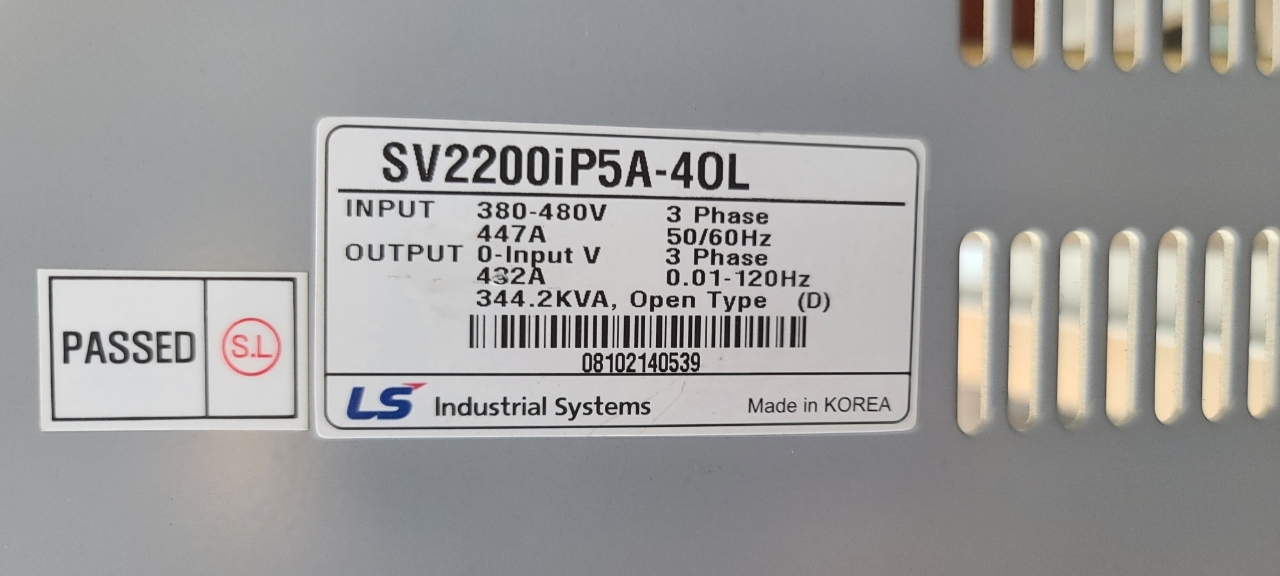 SV2200iP5A-4OL
INPUT 380-480V 3 Phase
447A 50/60Hz
OUTPUT 0-Input V 3 Phase
432A 0.01-120Hz
344.2KVA, Open Type (D)
08102140539
LS Industrial Systems Made in KOREA
PASSED S.L